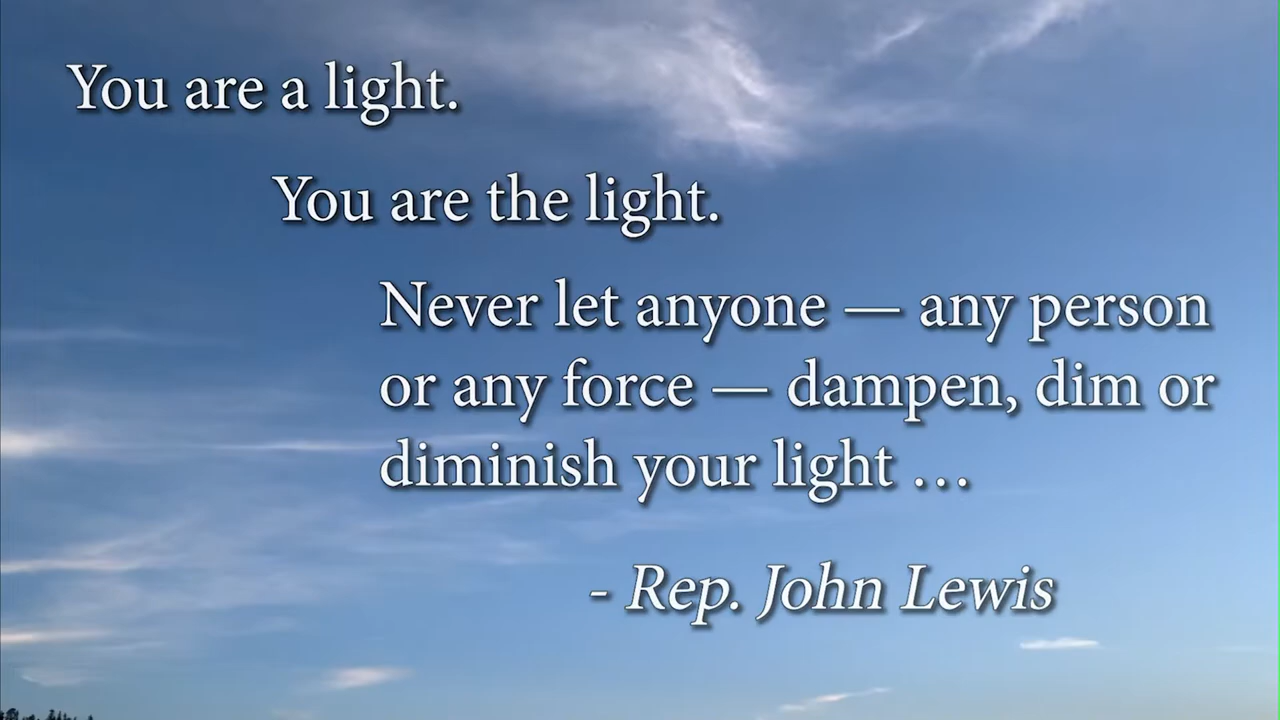 You are a light.
You are the light.
Never let anyone — any person
or any force — dampen, dim or
diminish your light …
- Rep. John Lewis